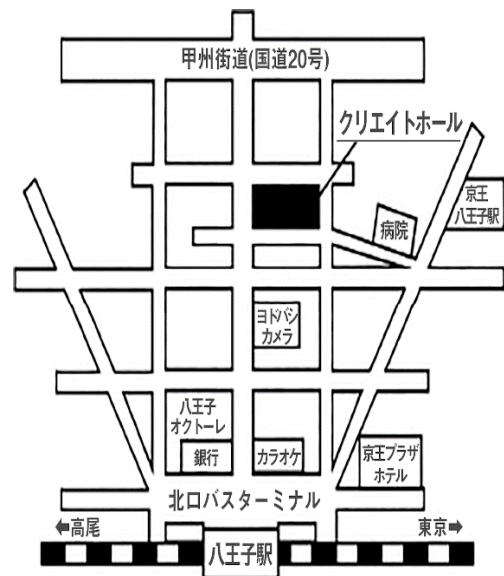 甲州街道(国道20号)
クリエイトホール
京王
八王子駅
病院
ヨドバシ
カメラ
八王子
オクトーレ
銀行
カラオケ
京王プラザ
ホテル
北口バスターミナル
←高尾
東京→
八王子駅